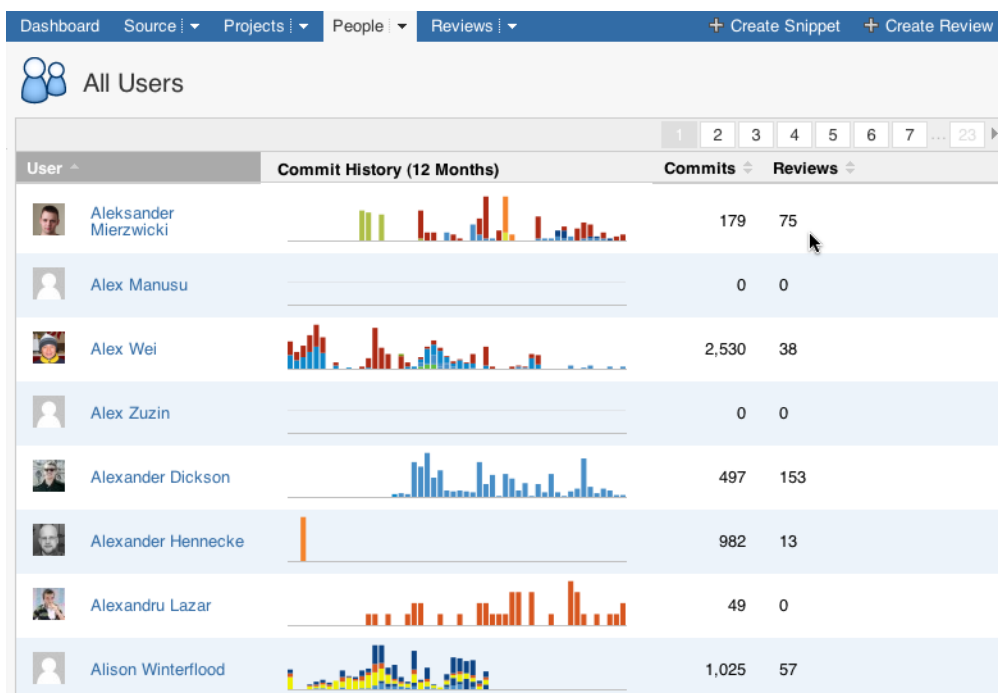 Dashboard Source Projects People Reviews + Create Snippet + Create Review
All Users
1 2 3 4 5 6 7 ... 23
User Commit History (12 Months) Commits Reviews
Aleksander
Mierzwicki 179 75
Alex Manusu 0 0
Alex Wei 2,530 38
Alex Zuzin 0 0
Alexander Dickson 497 153
Alexander Hennecke 982 13
Alexandru Lazar 49 0
Alison Winterflood 1,025 57